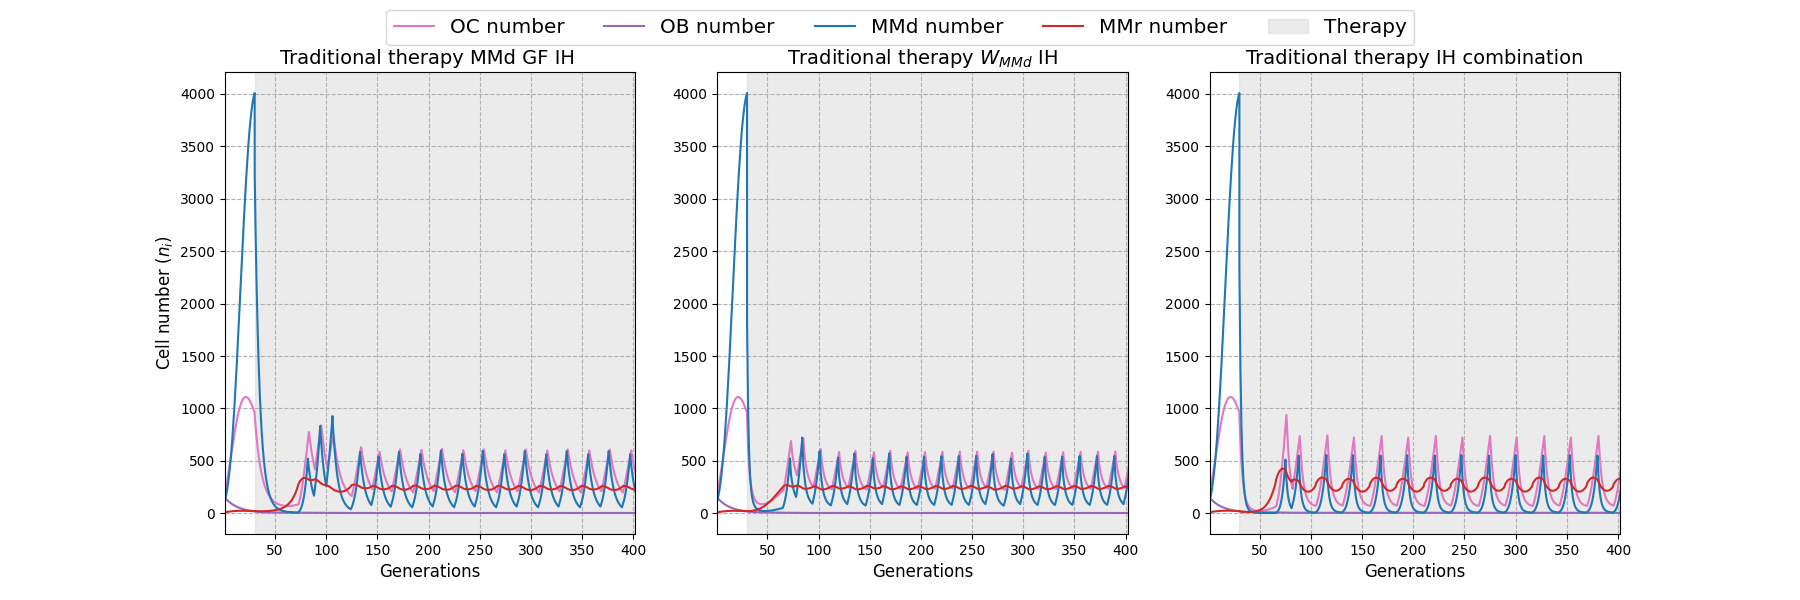 OC number OB number MMd number MMr number Therapy
Traditional therapy MMd GF IH
Traditional therapy W_{MMd} IH
Traditional therapy IH combination
Cell number (n_i)
4000
3500
3000
2500
2000
1500
1000
500
0
50 100 150 200 250 300 350 400
Generations
4000
3500
3000
2500
2000
1500
1000
500
0
50 100 150 200 250 300 350 400
Generations
4000
3500
3000
2500
2000
1500
1000
500
0
50 100 150 200 250 300 350 400
Generations